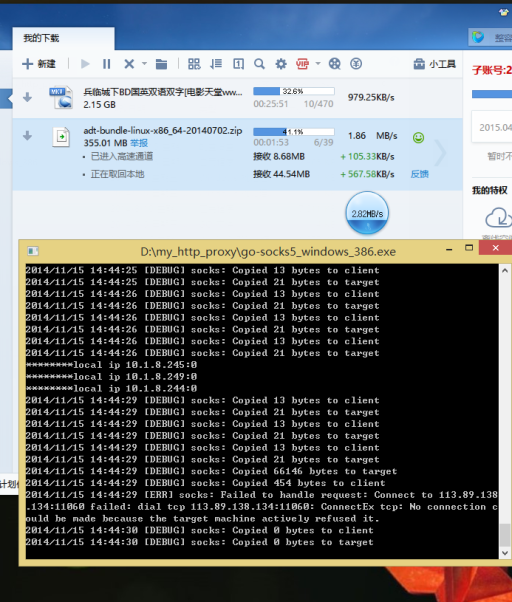 我的下载
新建
小工具
子账号:2
兵临城下BD国英双语双字[电影天堂ww...
2.15 GB
32.6%
00:25:51 10/470
979.25KB/s
adt-bundle-linux-x86_64-20140702.zip
355.01 MB 举报
41.1%
00:01:53 6/39
1.86 MB/s
• 已进入高速通道 接收 8.68MB + 105.33KB/s
• 正在取回本地 接收 44.54MB + 567.58KB/s 反馈
2015.04
暂时不
我的特权
2.82MB/s
D:\my_http_proxy\go-socks5_windows_386.exe
2014/11/15 14:44:25 [DEBUG] socks: Copied 13 bytes to client
2014/11/15 14:44:25 [DEBUG] socks: Copied 21 bytes to target
2014/11/15 14:44:26 [DEBUG] socks: Copied 13 bytes to client
2014/11/15 14:44:26 [DEBUG] socks: Copied 21 bytes to target
2014/11/15 14:44:26 [DEBUG] socks: Copied 13 bytes to client
2014/11/15 14:44:26 [DEBUG] socks: Copied 21 bytes to target
2014/11/15 14:44:26 [DEBUG] socks: Copied 13 bytes to client
2014/11/15 14:44:26 [DEBUG] socks: Copied 21 bytes to target
********local ip 10.1.8.245:0
********local ip 10.1.8.249:0
********local ip 10.1.8.244:0
2014/11/15 14:44:29 [DEBUG] socks: Copied 13 bytes to client
2014/11/15 14:44:29 [DEBUG] socks: Copied 21 bytes to target
2014/11/15 14:44:29 [DEBUG] socks: Copied 13 bytes to client
2014/11/15 14:44:29 [DEBUG] socks: Copied 21 bytes to target
2014/11/15 14:44:29 [DEBUG] socks: Copied 13 bytes to client
2014/11/15 14:44:29 [DEBUG] socks: Copied 21 bytes to target
2014/11/15 14:44:29 [DEBUG] socks: Copied 66146 bytes to target
2014/11/15 14:44:29 [DEBUG] socks: Copied 454 bytes to client
2014/11/15 14:44:29 [ERR] socks: Failed to handle request: Connect to 113.89.138
.134:11060 failed: dial tcp 113.89.138.134:11060: ConnectEx tcp: No connection c
ould be made because the target machine actively refused it.
2014/11/15 14:44:30 [DEBUG] socks: Copied 0 bytes to client
2014/11/15 14:44:30 [DEBUG] socks: Copied 0 bytes to target